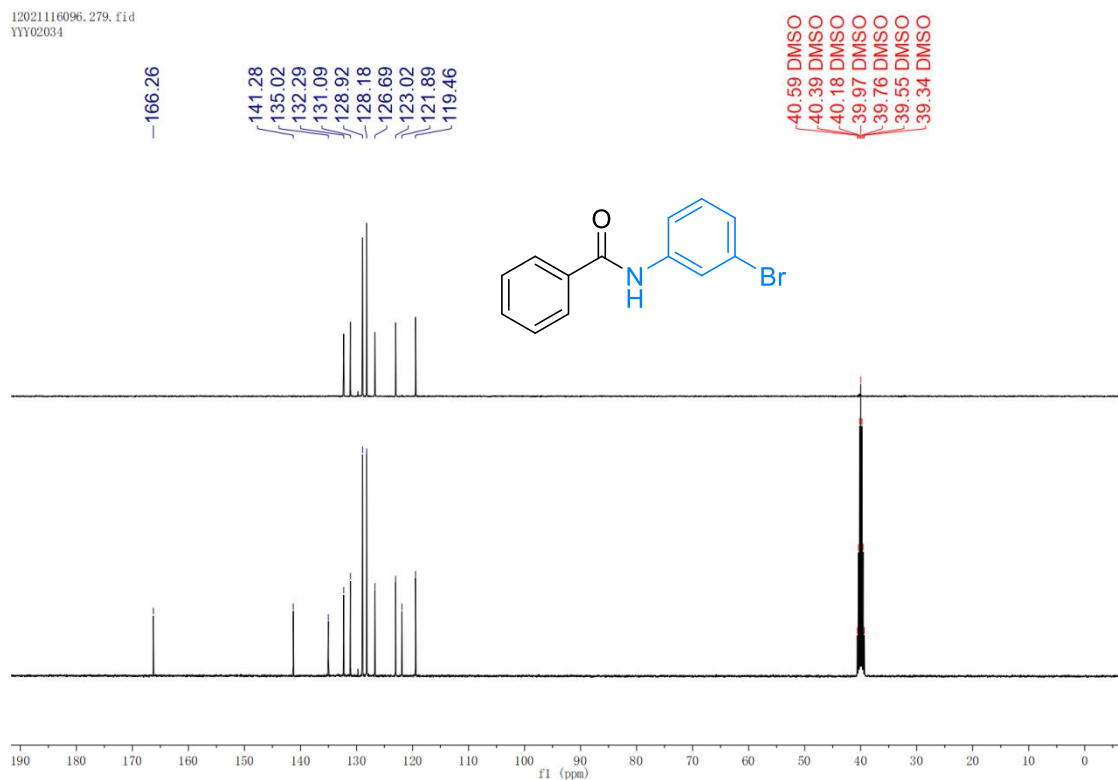 12021116096.279.fid
YYY02034
166.26
141.28
135.02
132.29
131.09
128.92
128.18
126.69
123.02
121.89
119.46
40.59 DMSO
40.39 DMSO
40.18 DMSO
39.97 DMSO
39.76 DMSO
39.55 DMSO
39.34 DMSO
O
N
H
Br
190 180 170 160 150 140 130 120 110 100 90 80 70 60 50 40 30 20 10 0
f1 (ppm)